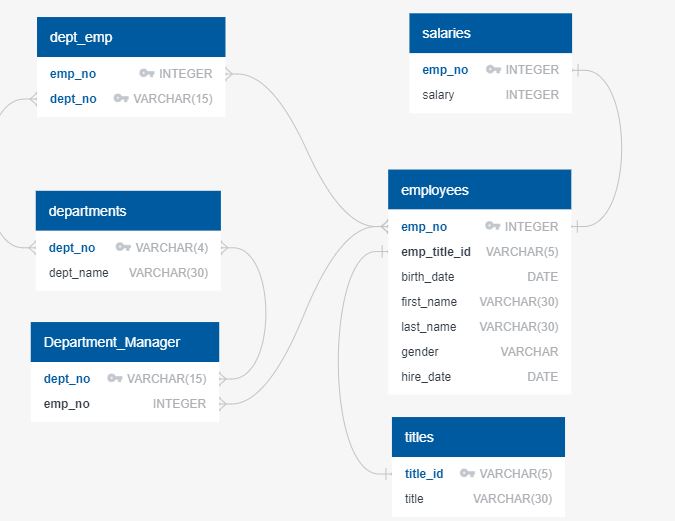 dept_emp
emp_no INTEGER
dept_no VARCHAR(15)
departments
dept_no VARCHAR(4)
dept_name VARCHAR(30)
Department_Manager
dept_no VARCHAR(15)
emp_no INTEGER
salaries
emp_no INTEGER
salary INTEGER
employees
emp_no INTEGER
emp_title_id VARCHAR(5)
birth_date DATE
first_name VARCHAR(30)
last_name VARCHAR(30)
gender VARCHAR
hire_date DATE
titles
title_id VARCHAR(5)
title VARCHAR(30)